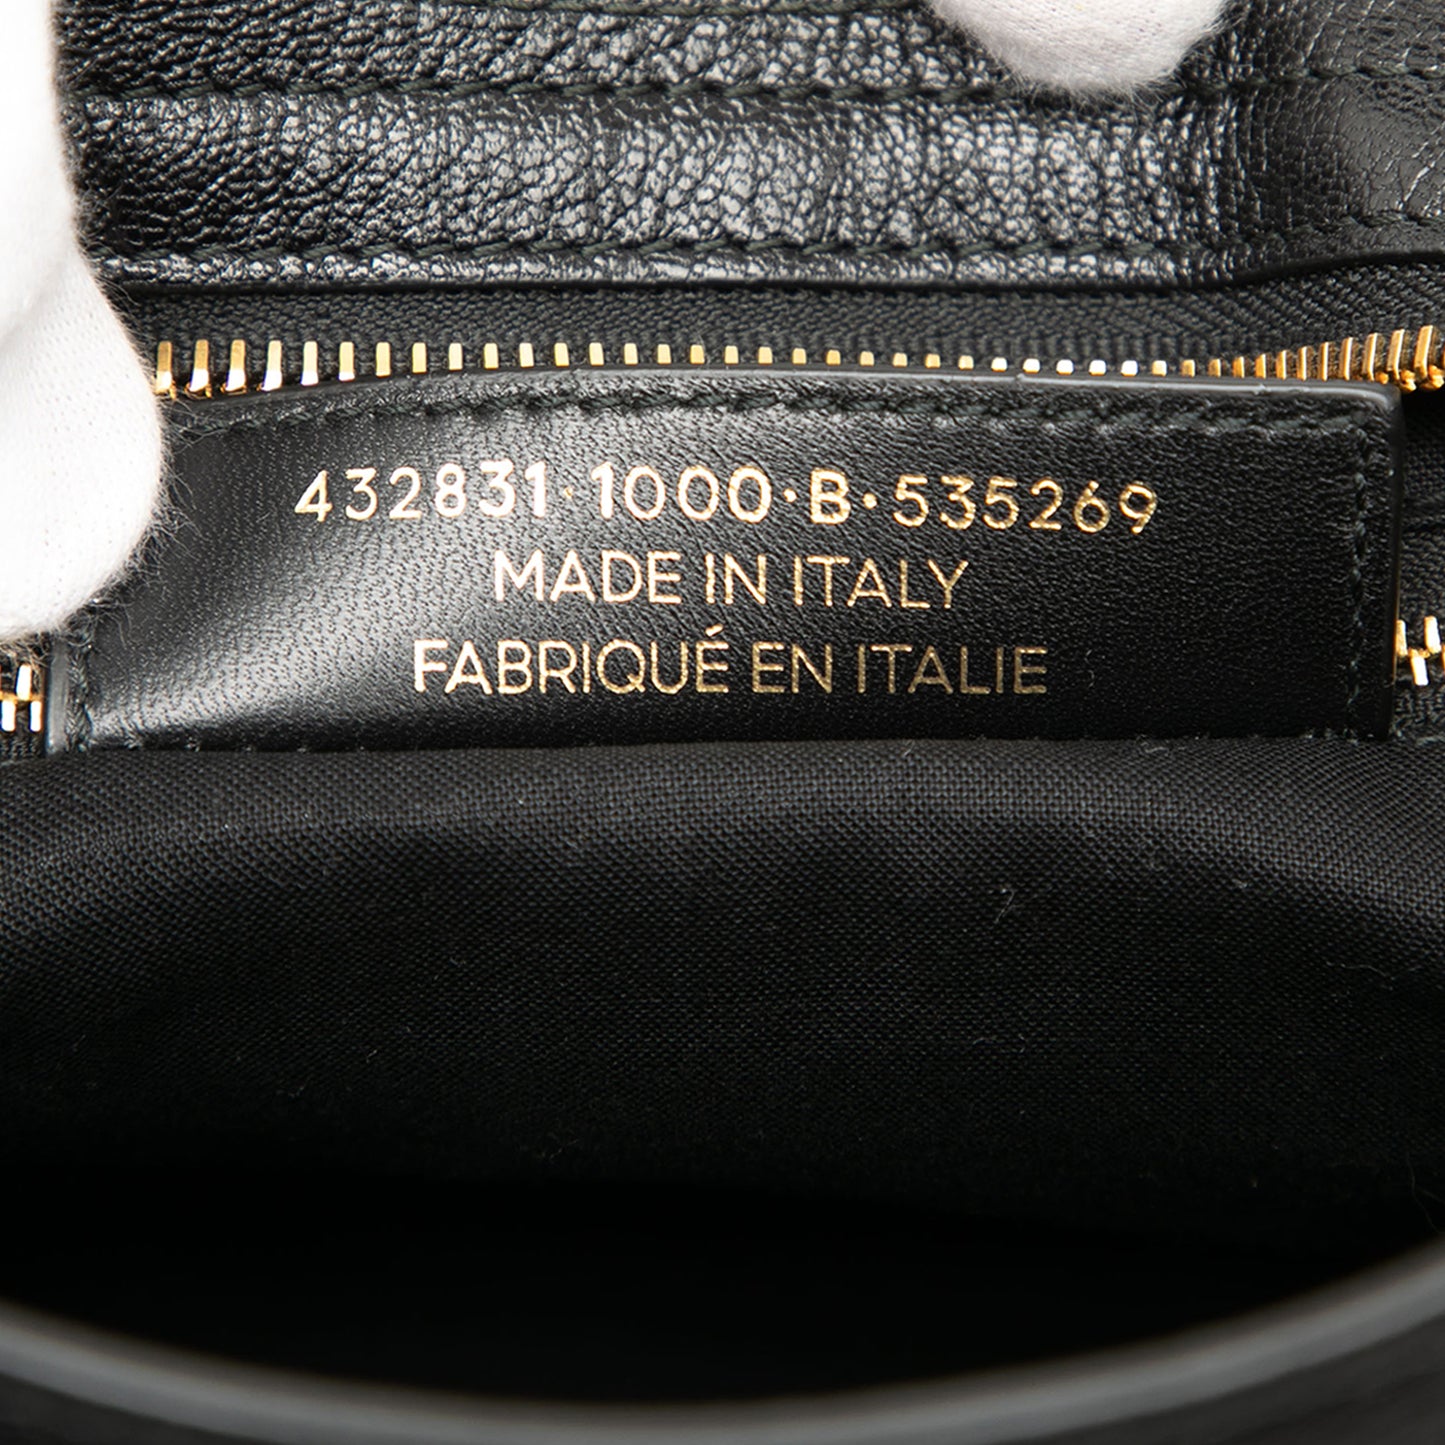 432831·1000·B·535269
MADE IN ITALY
FABRIQUÉ EN ITALIE